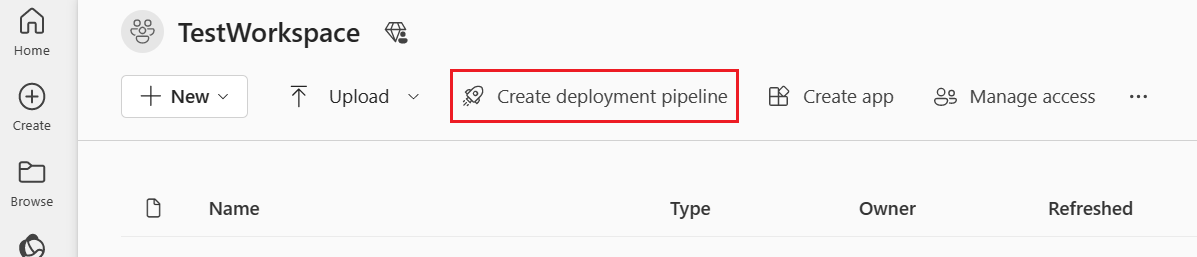 Home
Create
Browse
TestWorkspace
New Upload Create deployment pipeline Create app Manage access ...
Name Type Owner Refreshed